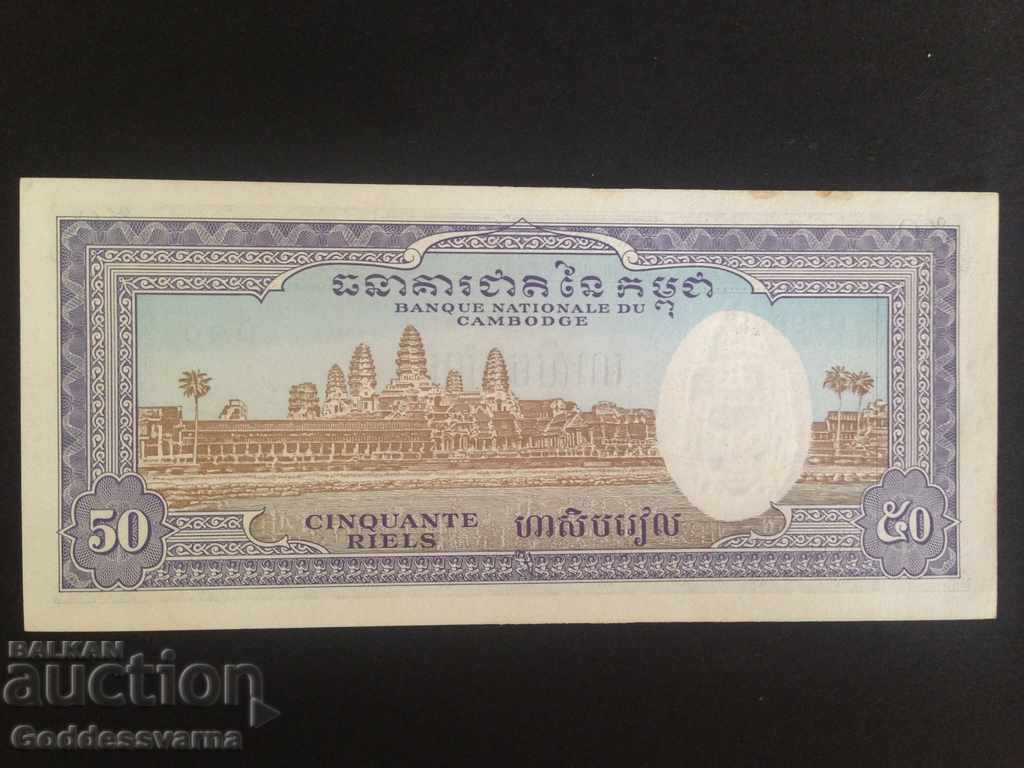 ធនាគារជាតិនៃកម្ពុជា
BANQUE NATIONALE DU
CAMBODGE
50
CINQUANTE
RIELS
ហាសិបរៀល
៥០
BALKAN
auction
Goddessvarna